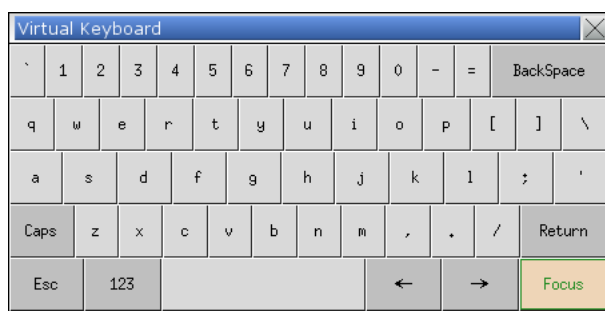 Virtual Keyboard
` 1 2 3 4 5 6 7 8 9 0 - = BackSpace
q w e r t y u i o p [ ] \
a s d f g h j k l ; '
Caps z x c v b n m , . / Return
Esc 123 ← → Focus